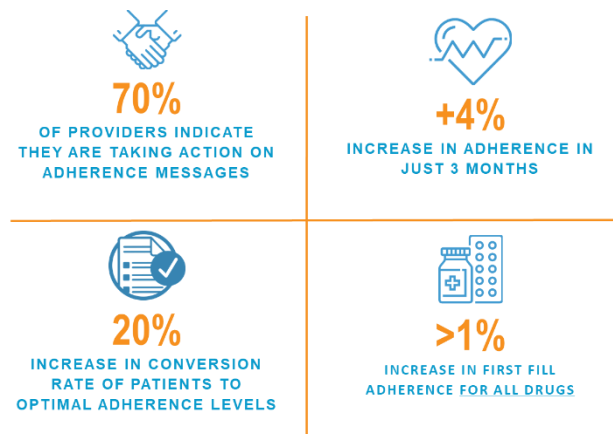 70%
OF PROVIDERS INDICATE
THEY ARE TAKING ACTION ON
ADHERENCE MESSAGES
+4%
INCREASE IN ADHERENCE IN
JUST 3 MONTHS
20%
INCREASE IN CONVERSION
RATE OF PATIENTS TO
OPTIMAL ADHERENCE LEVELS
>1%
INCREASE IN FIRST FILL
ADHERENCE FOR ALL DRUGS